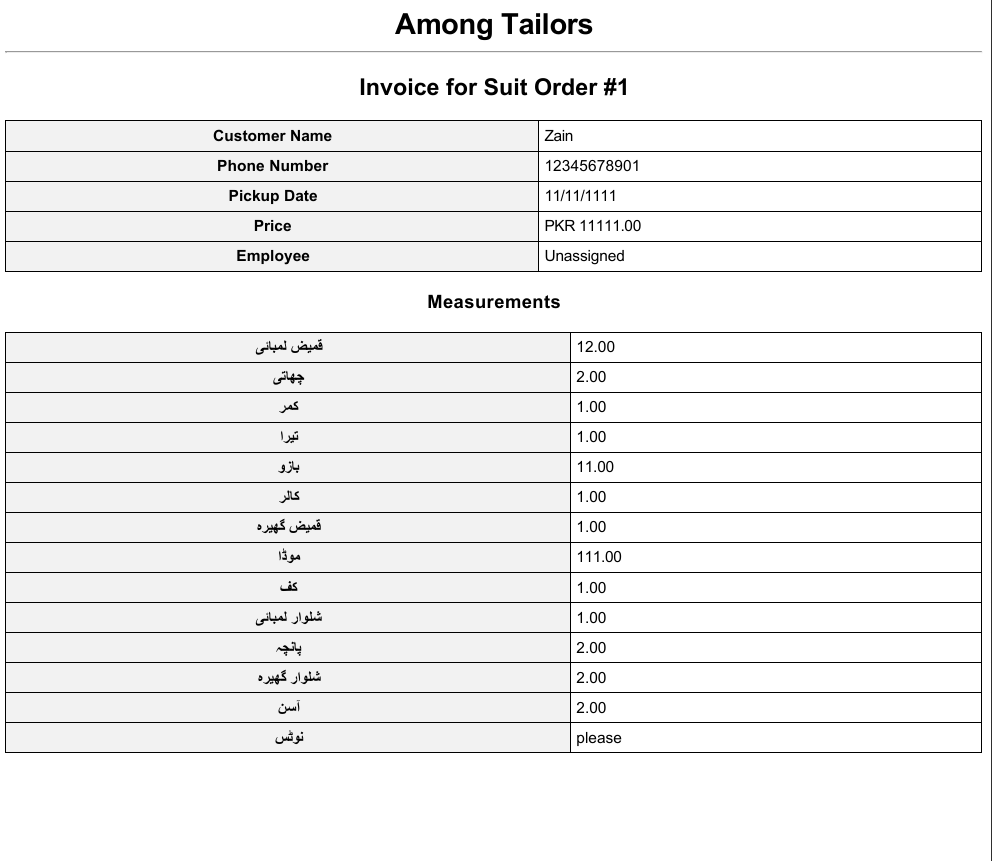 Among Tailors
Invoice for Suit Order #1
Customer Name Zain
Phone Number 12345678901
Pickup Date 11/11/1111
Price PKR 11111.00
Employee Unassigned
Measurements
قمیض لمبائی 12.00
چھاتی 2.00
کمر 1.00
تیرا 1.00
بازو 11.00
کالر 1.00
قمیض گھیرہ 1.00
موڈا 111.00
کف 1.00
شلوار لمبائی 1.00
پانچہ 2.00
شلوار گھیرہ 2.00
آسن 2.00
نوٹس please